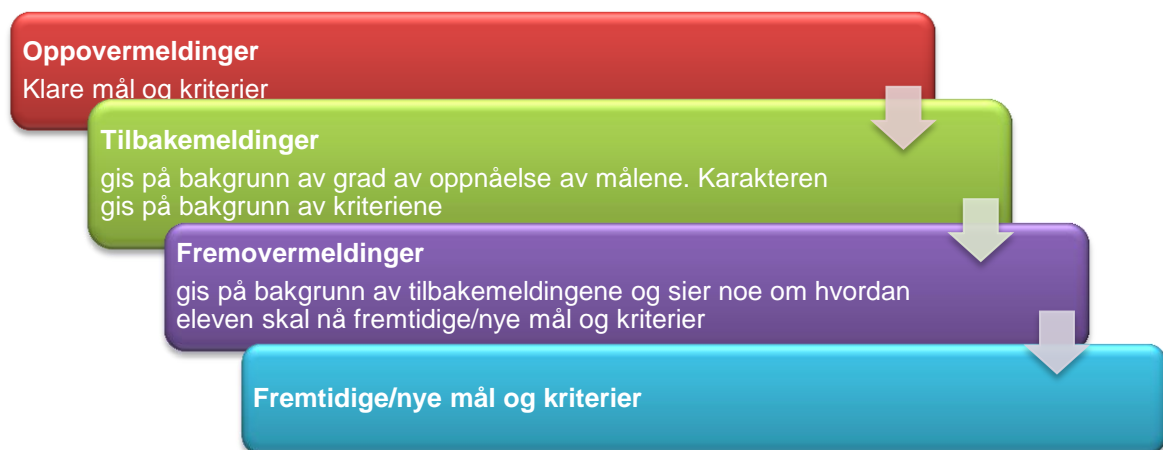 Oppovermeldinger
Klare mål og kriterier
Tilbakemeldinger
gis på bakgrunn av grad av oppnåelse av målene. Karakteren
gis på bakgrunn av kriteriene
Fremovermeldinger
gis på bakgrunn av tilbakemeldingene og sier noe om hvordan
eleven skal nå fremtidige/nye mål og kriterier
Fremtidige/nye mål og kriterier